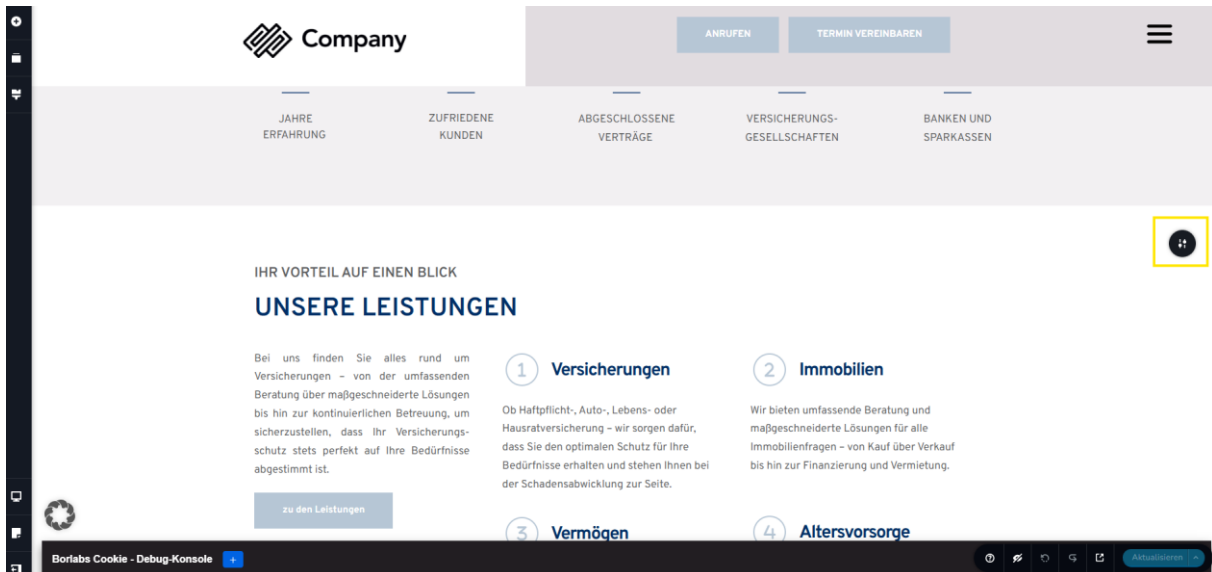 Company
ANRUFEN
TERMIN VEREINBAREN
JAHRE
ERFAHRUNG
ZUFRIEDENE
KUNDEN
ABGESCHLOSSENE
VERTRÄGE
VERSICHERUNGS-
GESELLSCHAFTEN
BANKEN UND
SPARKASSEN
IHR VORTEIL AUF EINEN BLICK
UNSERE LEISTUNGEN
Bei uns finden Sie alles rund um
Versicherungen – von der umfassenden
Beratung über maßgeschneiderte Lösungen
bis hin zur kontinuierlichen Betreuung, um
sicherzustellen, dass Ihr Versicherungs-
schutz stets perfekt auf Ihre Bedürfnisse
abgestimmt ist.
zu den Leistungen
1 Versicherungen
Ob Haftpflicht-, Auto-, Lebens- oder
Hausratversicherung – wir sorgen dafür,
dass Sie den optimalen Schutz für Ihre
Bedürfnisse erhalten und stehen Ihnen bei
der Schadensabwicklung zur Seite.
2 Immobilien
Wir bieten umfassende Beratung und
maßgeschneiderte Lösungen für alle
Immobilienfragen – von Kauf über Verkauf
bis hin zur Finanzierung und Vermietung.
3 Vermögen
4 Altersvorsorge
Borlabs Cookie - Debug-Konsole +
Aktualisieren